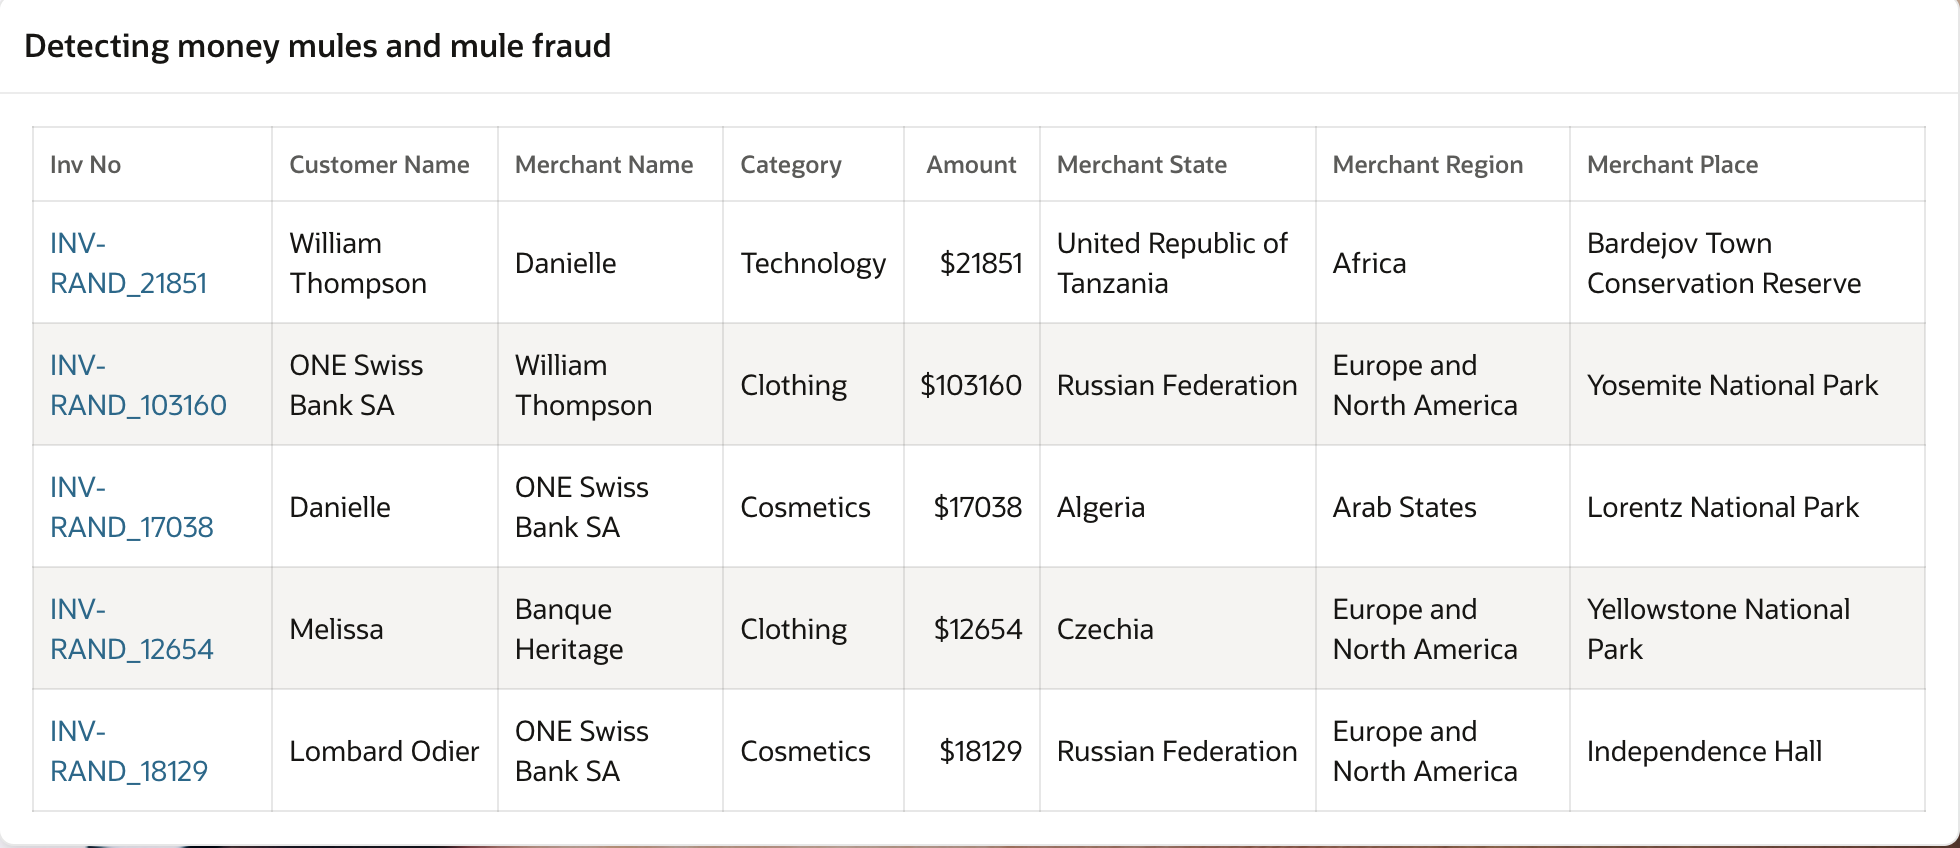 Detecting money mules and mule fraud
Inv No Customer Name Merchant Name Category Amount Merchant State Merchant Region Merchant Place
INV-
RAND_21851
William
Thompson
Danielle
Technology
$21851
United Republic of
Tanzania
Africa
Bardejov Town
Conservation Reserve
INV-
RAND_103160
ONE Swiss
Bank SA
William
Thompson
Clothing
$103160
Russian Federation
Europe and
North America
Yosemite National Park
INV-
RAND_17038
Danielle
ONE Swiss
Bank SA
Cosmetics
$17038
Algeria
Arab States
Lorentz National Park
INV-
RAND_12654
Melissa
Banque
Heritage
Clothing
$12654
Czechia
Europe and
North America
Yellowstone National
Park
INV-
RAND_18129
Lombard Odier
ONE Swiss
Bank SA
Cosmetics
$18129
Russian Federation
Europe and
North America
Independence Hall